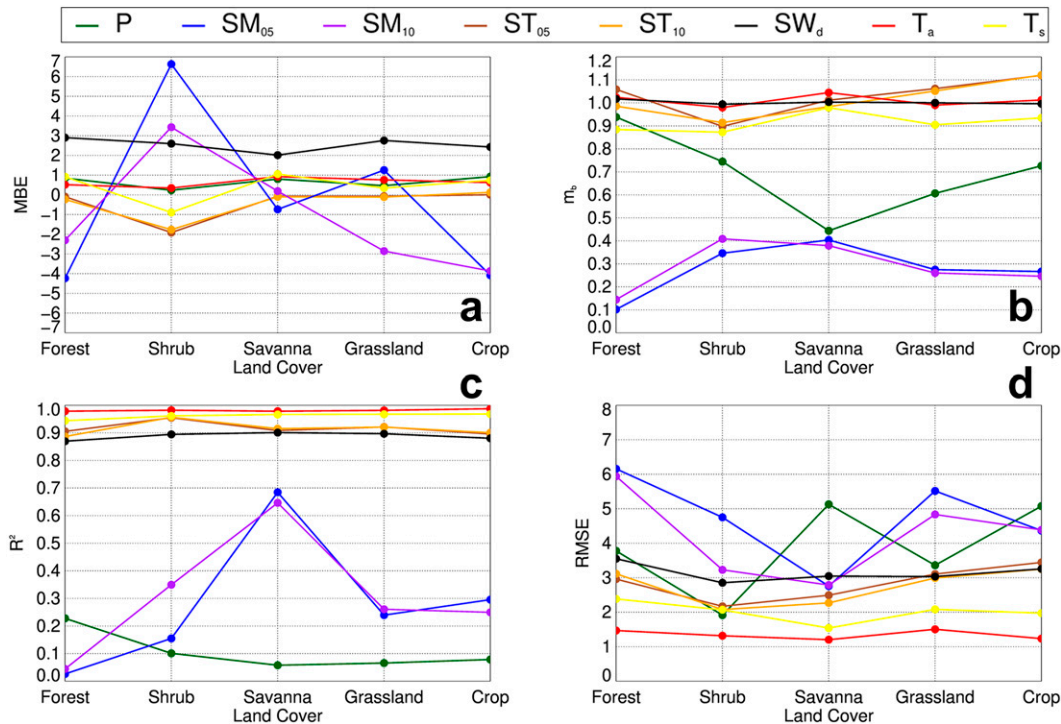 P SM₀₅ SM₁₀ ST₀₅ ST₁₀ SW_d T_a T_s
7
6
5
4
3
2
1
0
−1
−2
−3
−4
−5
−6
−7
MBE
a
Forest Shrub Savanna Grassland Crop
Land Cover
1.2
1.1
1.0
0.9
0.8
0.7
0.6
0.5
0.4
0.3
0.2
0.1
0.0
m_b
b
Forest Shrub Savanna Grassland Crop
Land Cover
c
1.0
0.9
0.8
0.7
0.6
0.5
0.4
0.3
0.2
0.1
0.0
R²
Forest Shrub Savanna Grassland Crop
Land Cover
d
8
7
6
5
4
3
2
1
0
RMSE
Forest Shrub Savanna Grassland Crop
Land Cover